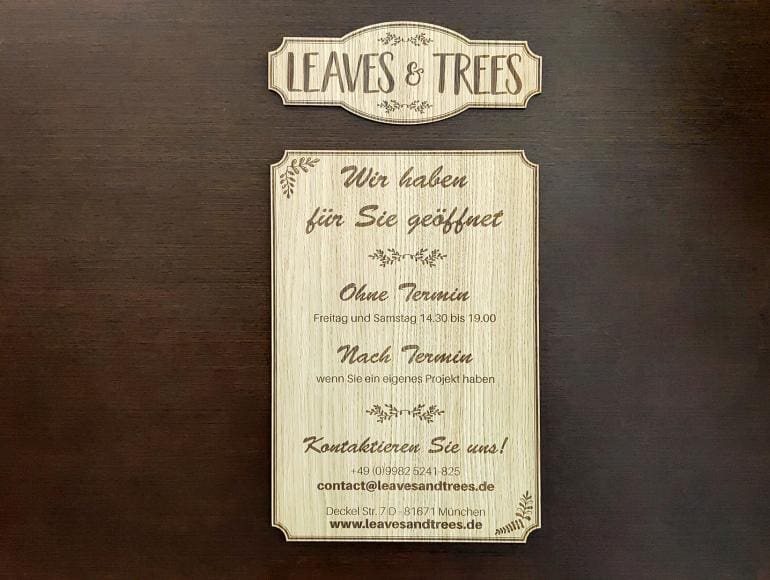 LEAVES & TREES
Wir haben
für Sie geöffnet
Ohne Termin
Freitag und Samstag 14.30 bis 19.00
Nach Termin
wenn Sie ein eigenes Projekt haben
Kontaktieren Sie uns!
+49 (0)9982 5241-825
contact@leavesandtrees.de
Deckel Str. 7 D - 81671 München
www.leavesandtrees.de